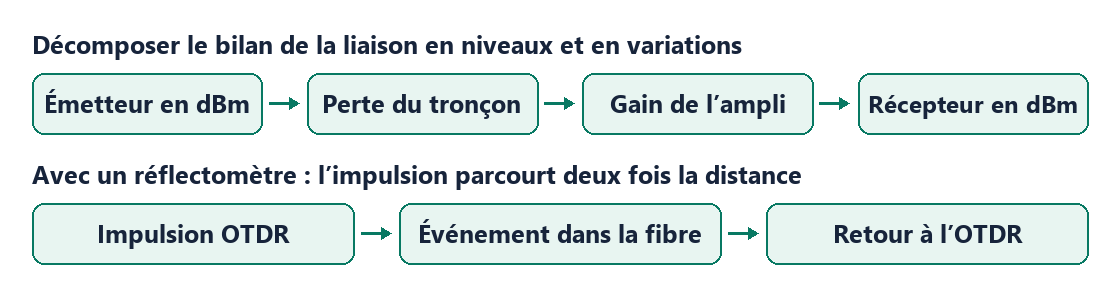 Décomposer le bilan de la liaison en niveaux et en variations
Émetteur en dBm
Perte du tronçon
Gain de l’ampli
Récepteur en dBm
Avec un réflectomètre : l’impulsion parcourt deux fois la distance
Impulsion OTDR
Événement dans la fibre
Retour à l’OTDR